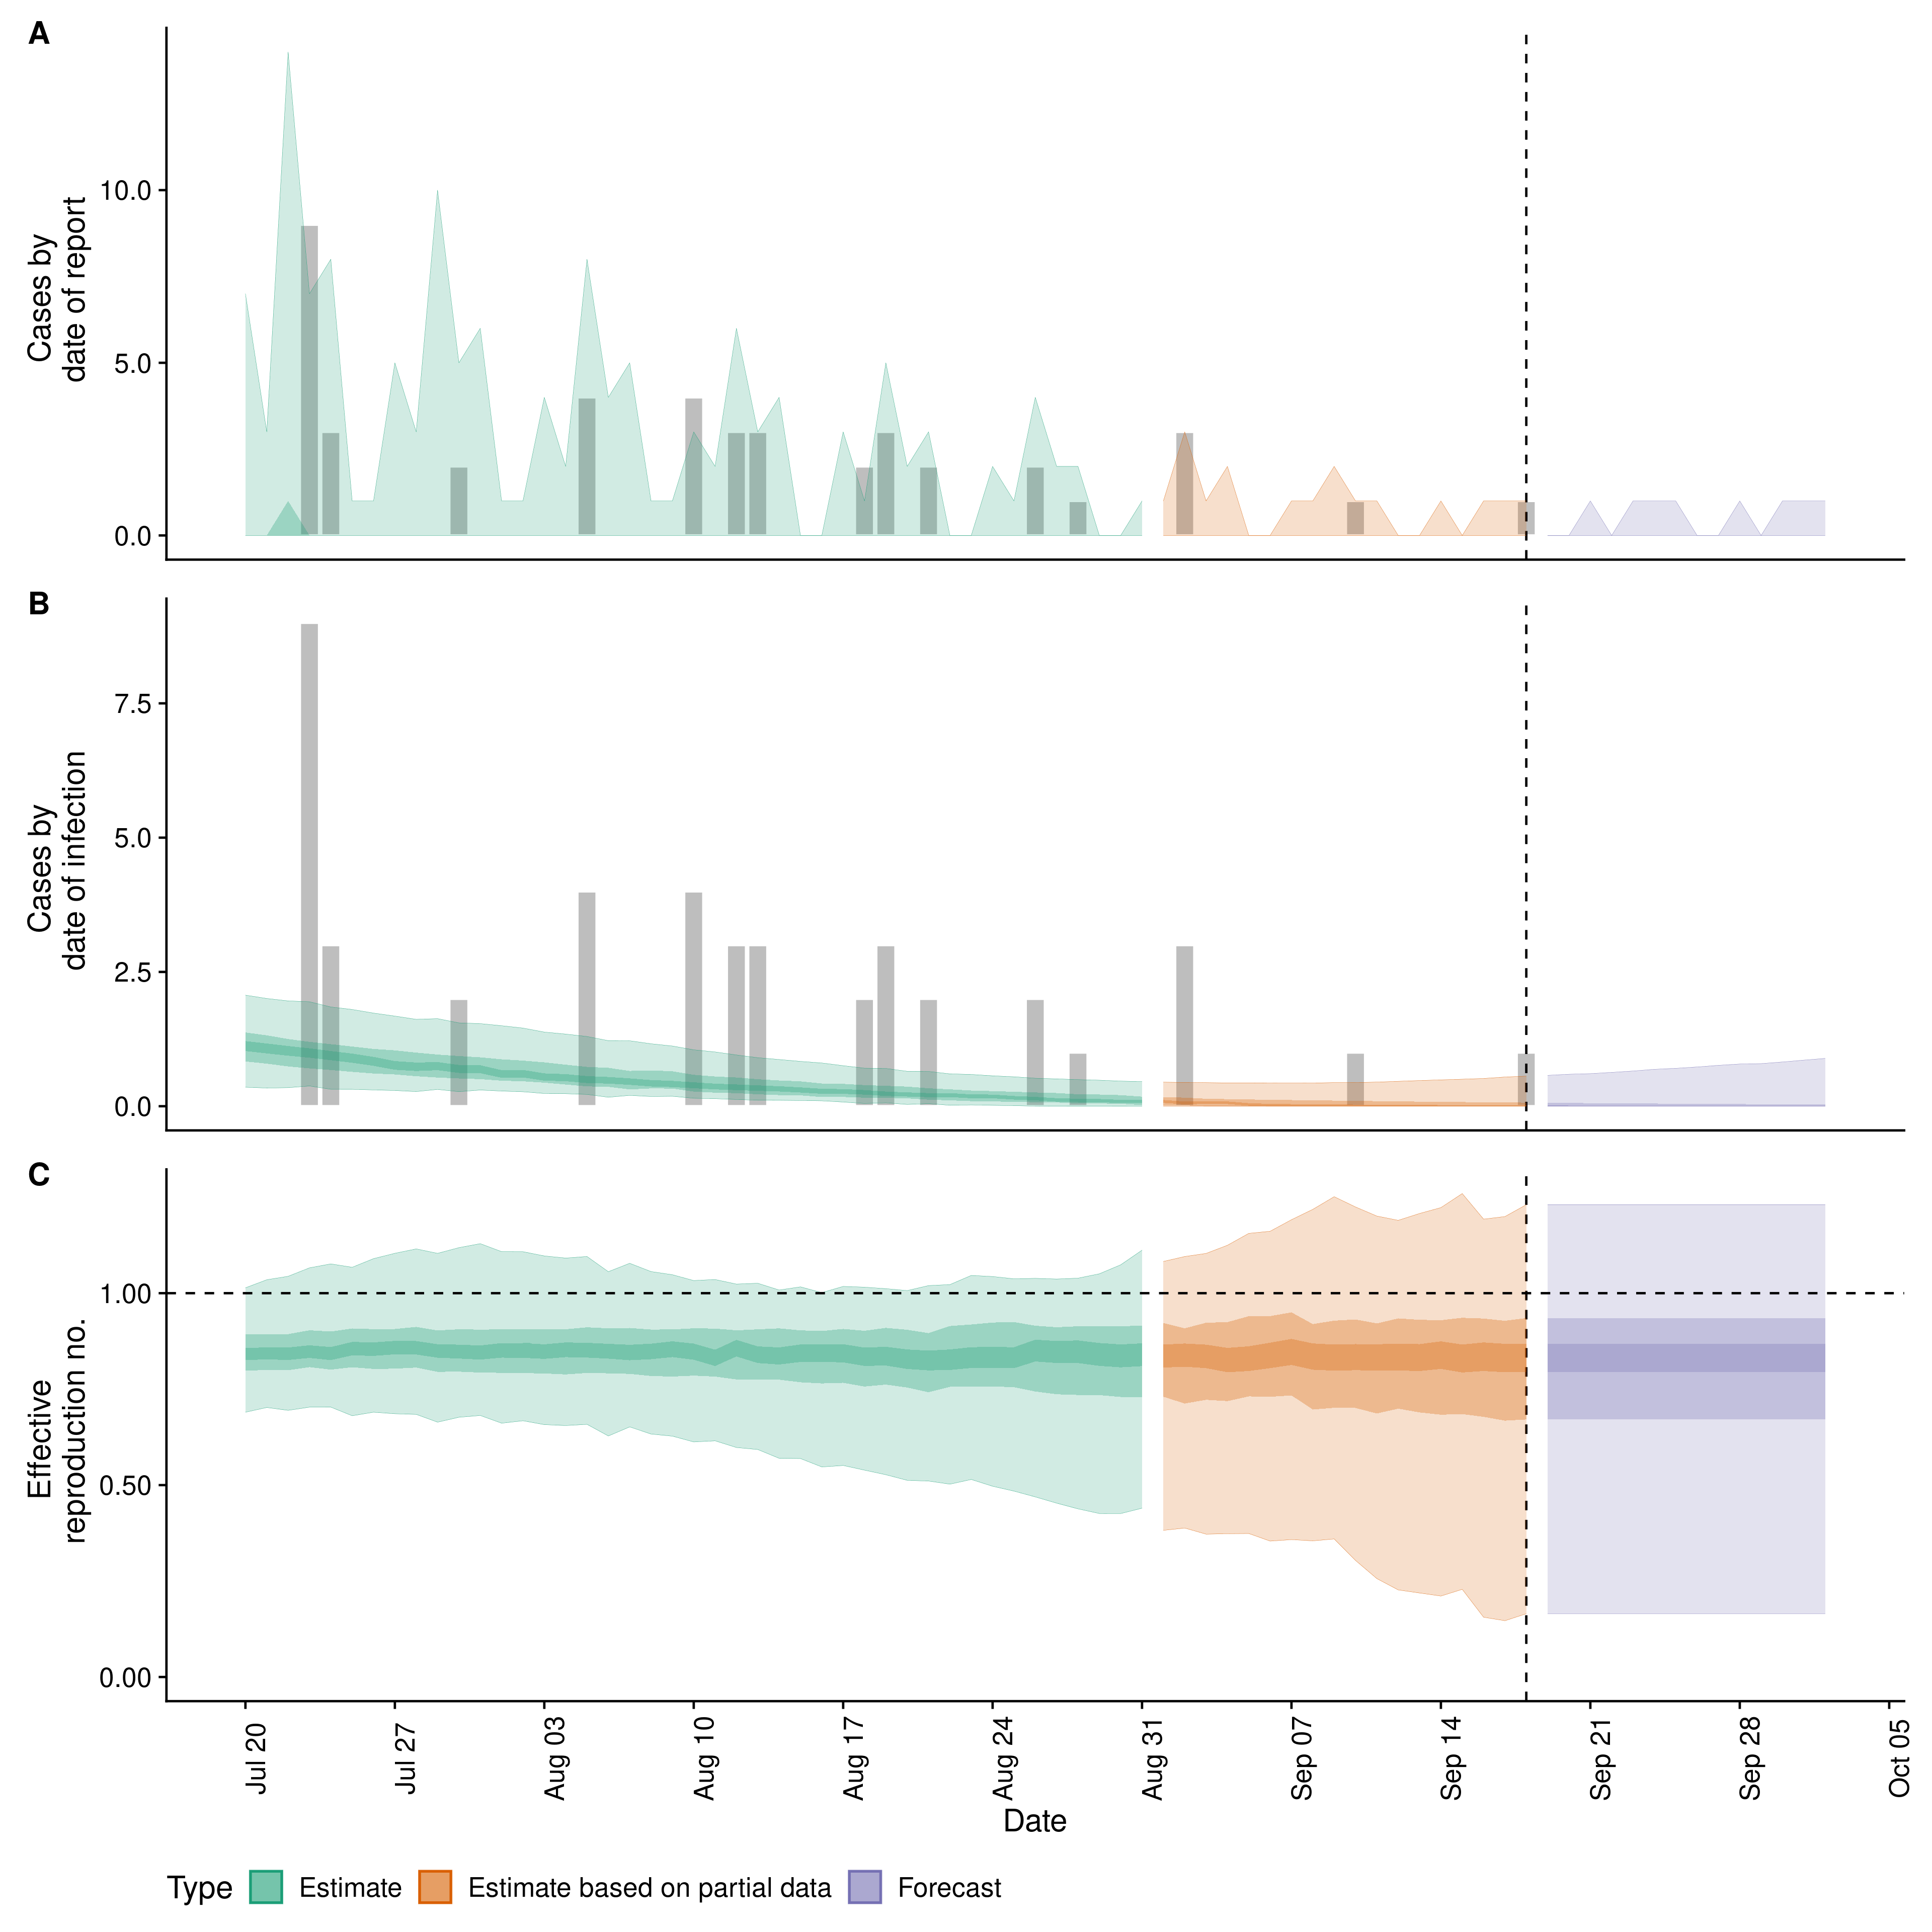 A
Cases by
date of report
10.0
5.0
0.0
B
Cases by
date of infection
7.5
5.0
2.5
0.0
C
Effective
reproduction no.
1.00
0.50
0.00
Jul 20
Jul 27
Aug 03
Aug 10
Aug 17
Aug 24
Aug 31
Sep 07
Sep 14
Sep 21
Sep 28
Oct 05
Date
Type Estimate Estimate based on partial data Forecast